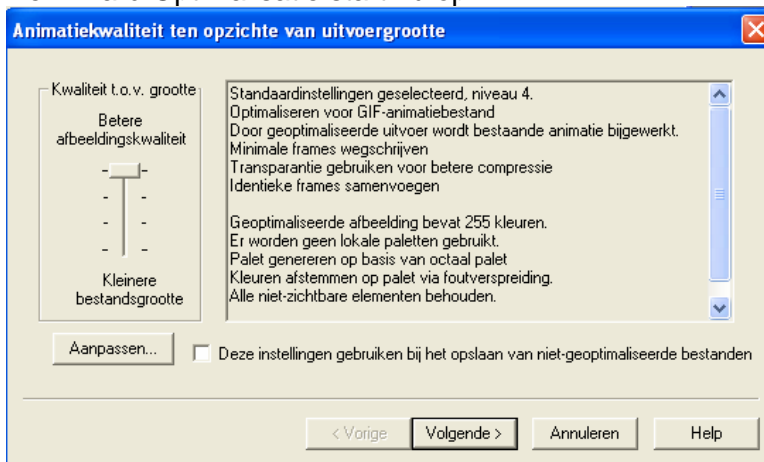 Animatiekwaliteit ten opzichte van uitvoergrootte
Kwaliteit t.o.v. grootte
Betere
afbeeldingskwaliteit
Kleinere
bestandsgrootte
Standaardinstellingen geselecteerd, niveau 4.
Optimaliseren voor GIF-animatiebestand
Door geoptimaliseerde uitvoer wordt bestaande animatie bijgewerkt.
Minimale frames wegschrijven
Transparantie gebruiken voor betere compressie
Identieke frames samenvoegen
Geoptimaliseerde afbeelding bevat 255 kleuren.
Er worden geen lokale paletten gebruikt.
Palet genereren op basis van octaal palet
Kleuren afstemmen op palet via foutverspreiding.
Alle niet-zichtbare elementen behouden.
Aanpassen...
Deze instellingen gebruiken bij het opslaan van niet-geoptimaliseerde bestanden
< Vorige
Volgende >
Annuleren
Help